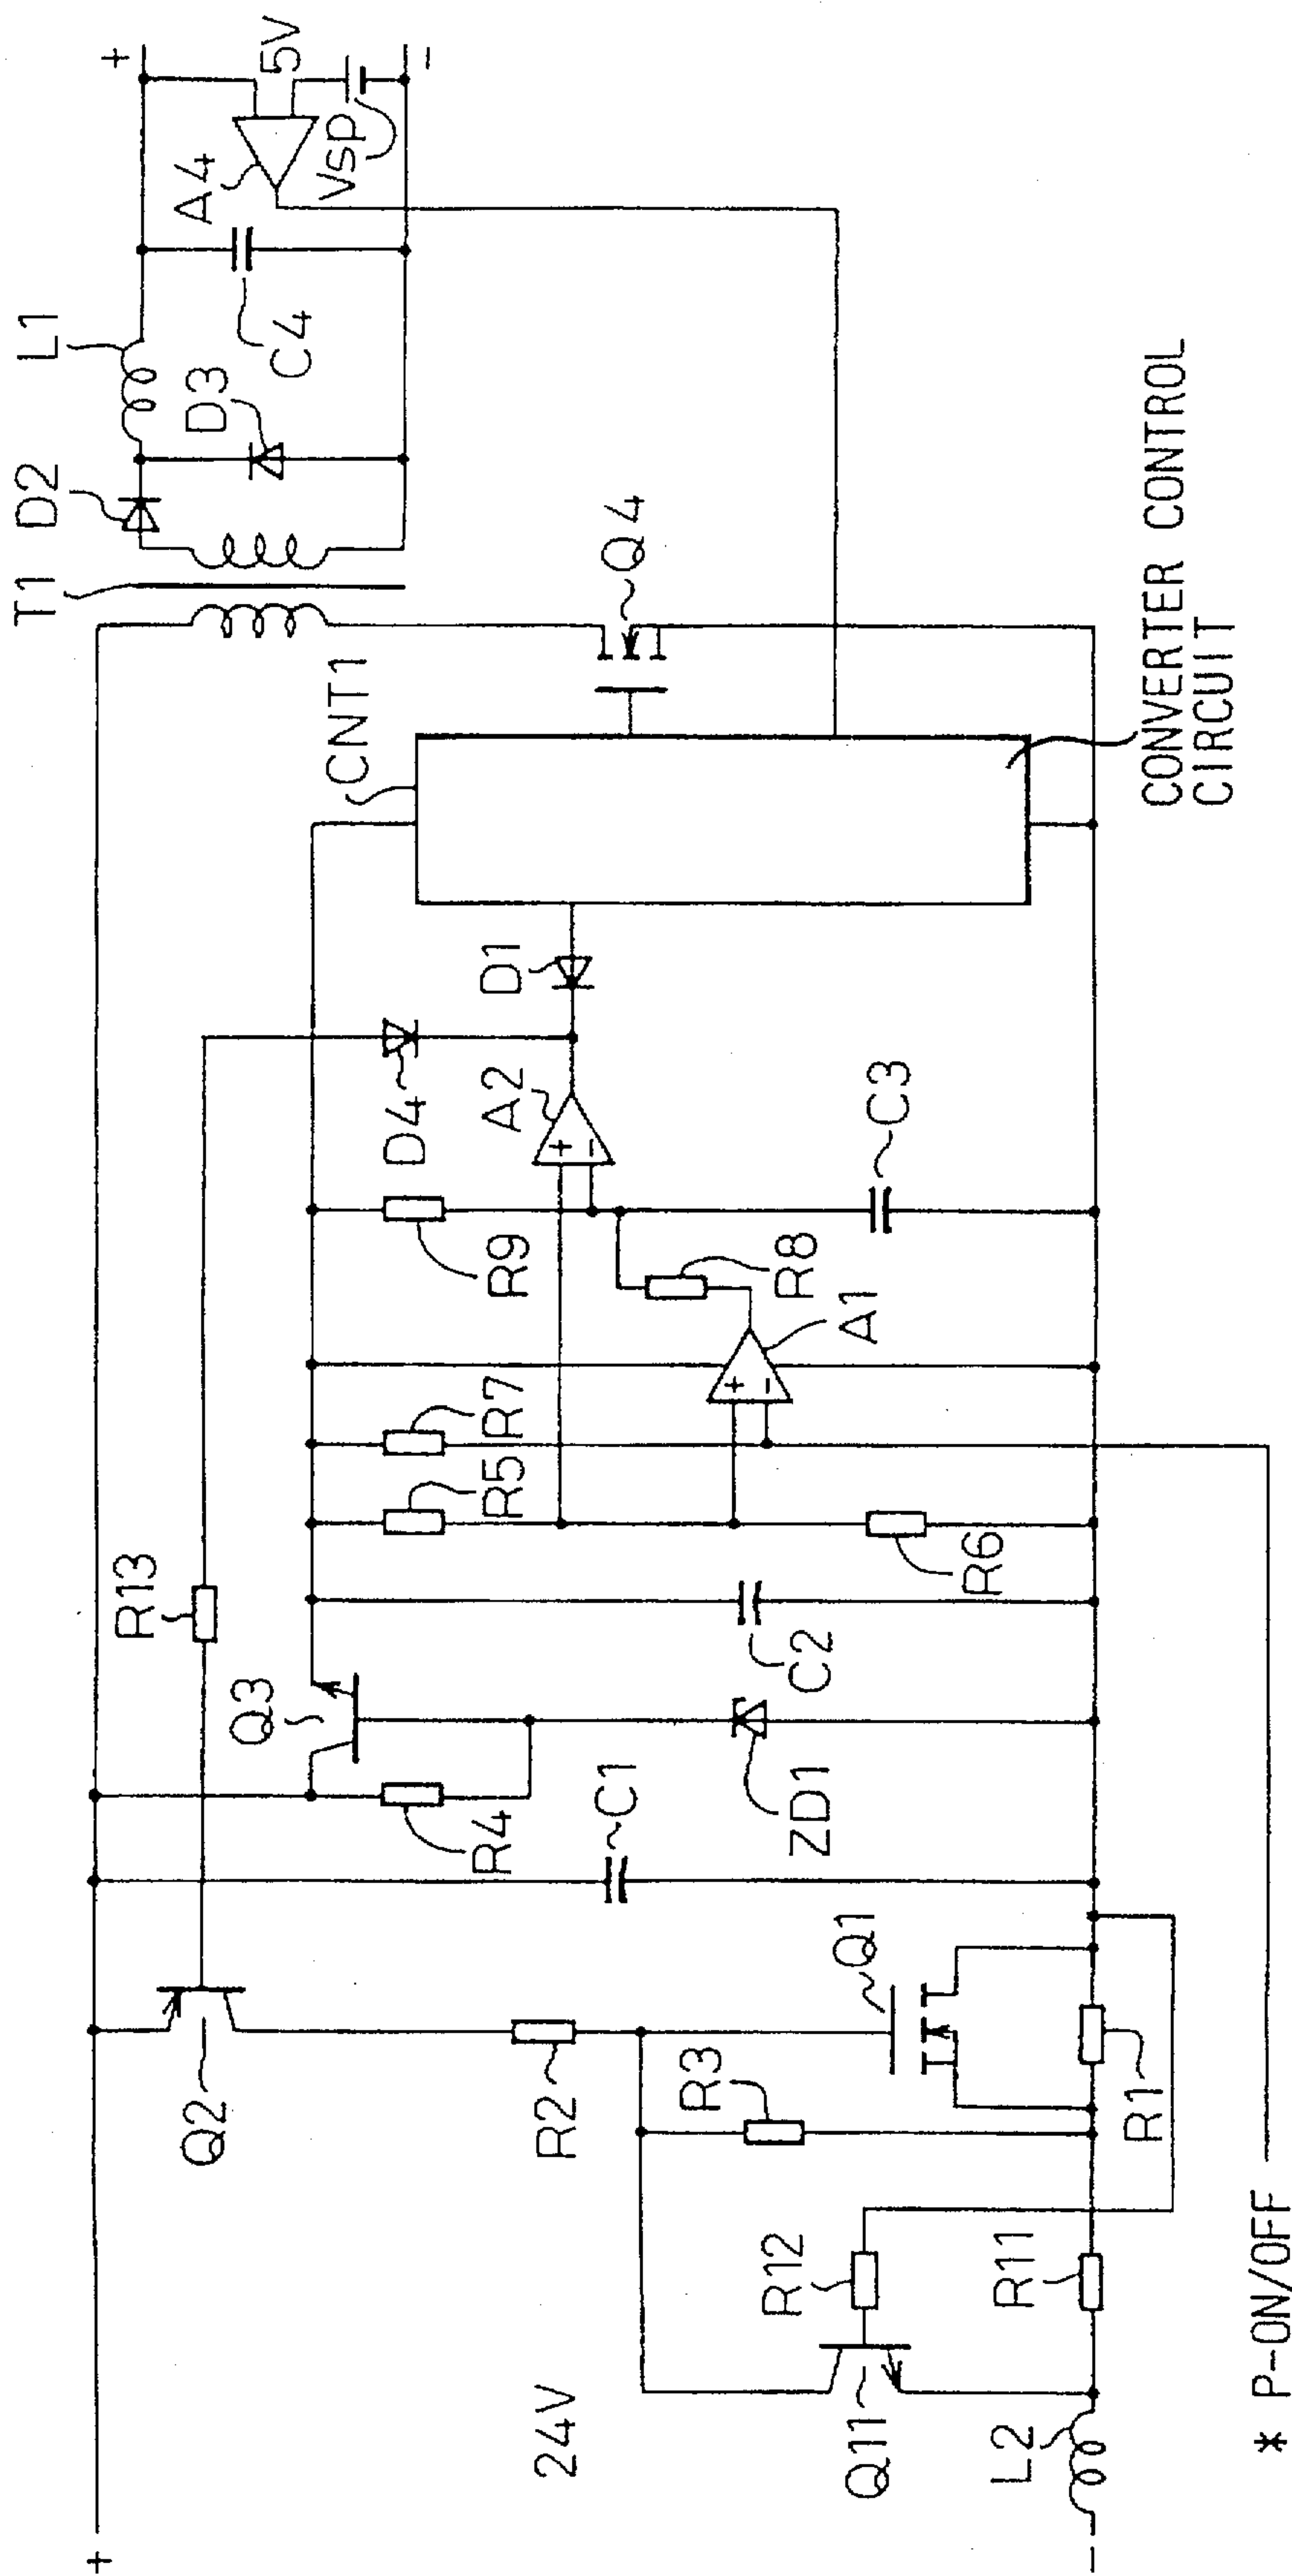 +
24V
−
* P-ON/OFF
L2
Q11
R12
R11
R3
R1
Q1
R2
Q2
C1
R4
Q3
ZD1
R13
C2
R5
R6
R7
+
−
A1
R8
R9
C3
+
−
A2
D4
D1
CNT1
CONVERTER CONTROL
CIRCUIT
Q4
T1
D2
D3
L1
C4
A4
Vsp
5V
+
−